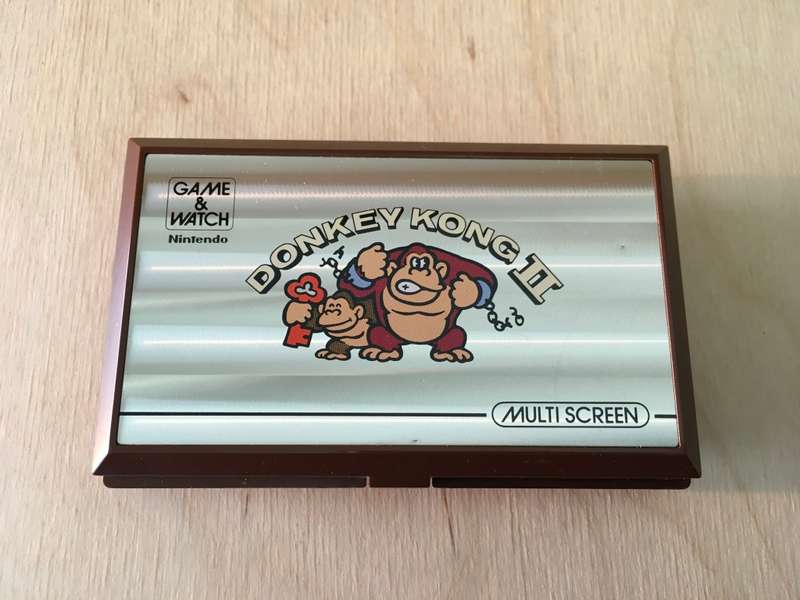 GAME
&
WATCH
Nintendo
DONKEY KONG II
MULTI SCREEN